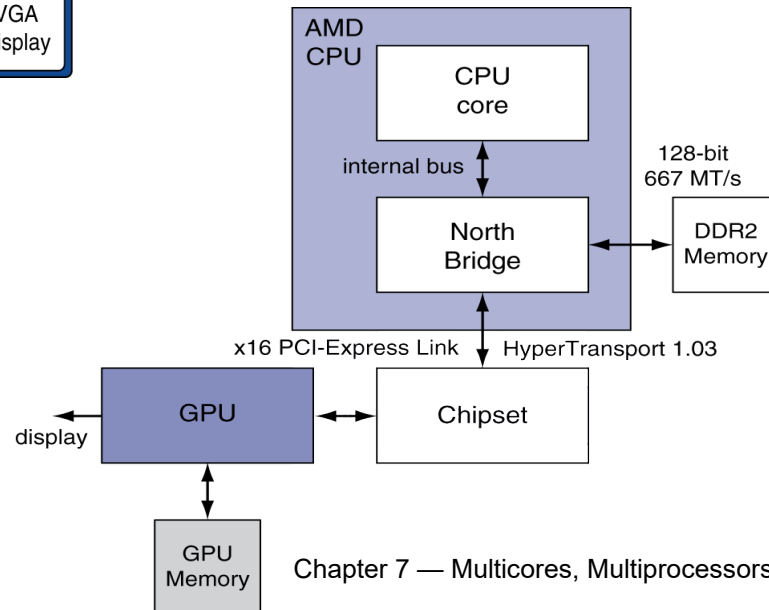 VGA
isplay
AMD
CPU
CPU
core
internal bus
128-bit
667 MT/s
North
Bridge
DDR2
Memory
x16 PCI-Express Link
HyperTransport 1.03
GPU
Chipset
display
GPU
Memory
Chapter 7 — Multicores, Multiprocessors